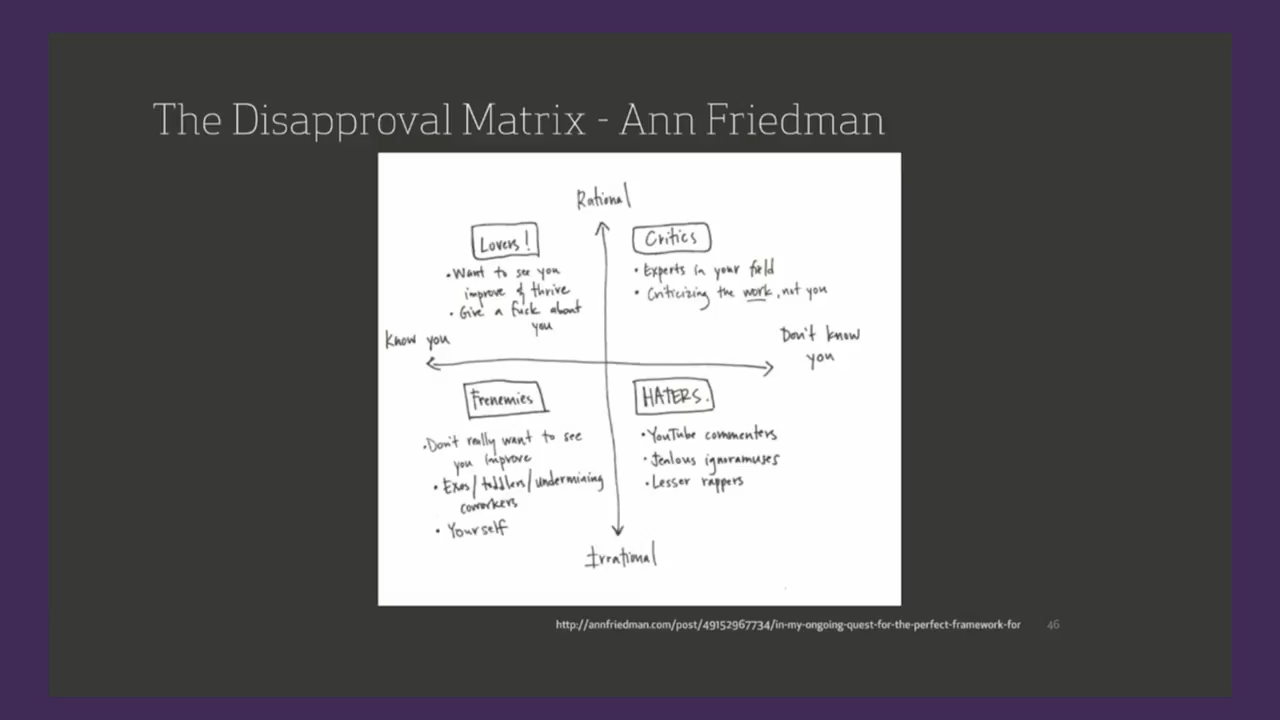 The Disapproval Matrix - Ann Friedman
Rational
Lovers!
• Want to see you
improve & thrive
• Give a fuck about
you
Critics
• Experts in your field
• Criticizing the work, not you
Know you
Don't know
you
Frenemies
• Don't really want to see
you improve
• Exes/toddlers/undermining
coworkers
• Yourself
HATERS.
• YouTube commenters
• Jealous ignoramuses
• Lesser rappers
Irrational
http://annfriedman.com/post/49152967734/in-my-ongoing-quest-for-the-perfect-framework-for
46